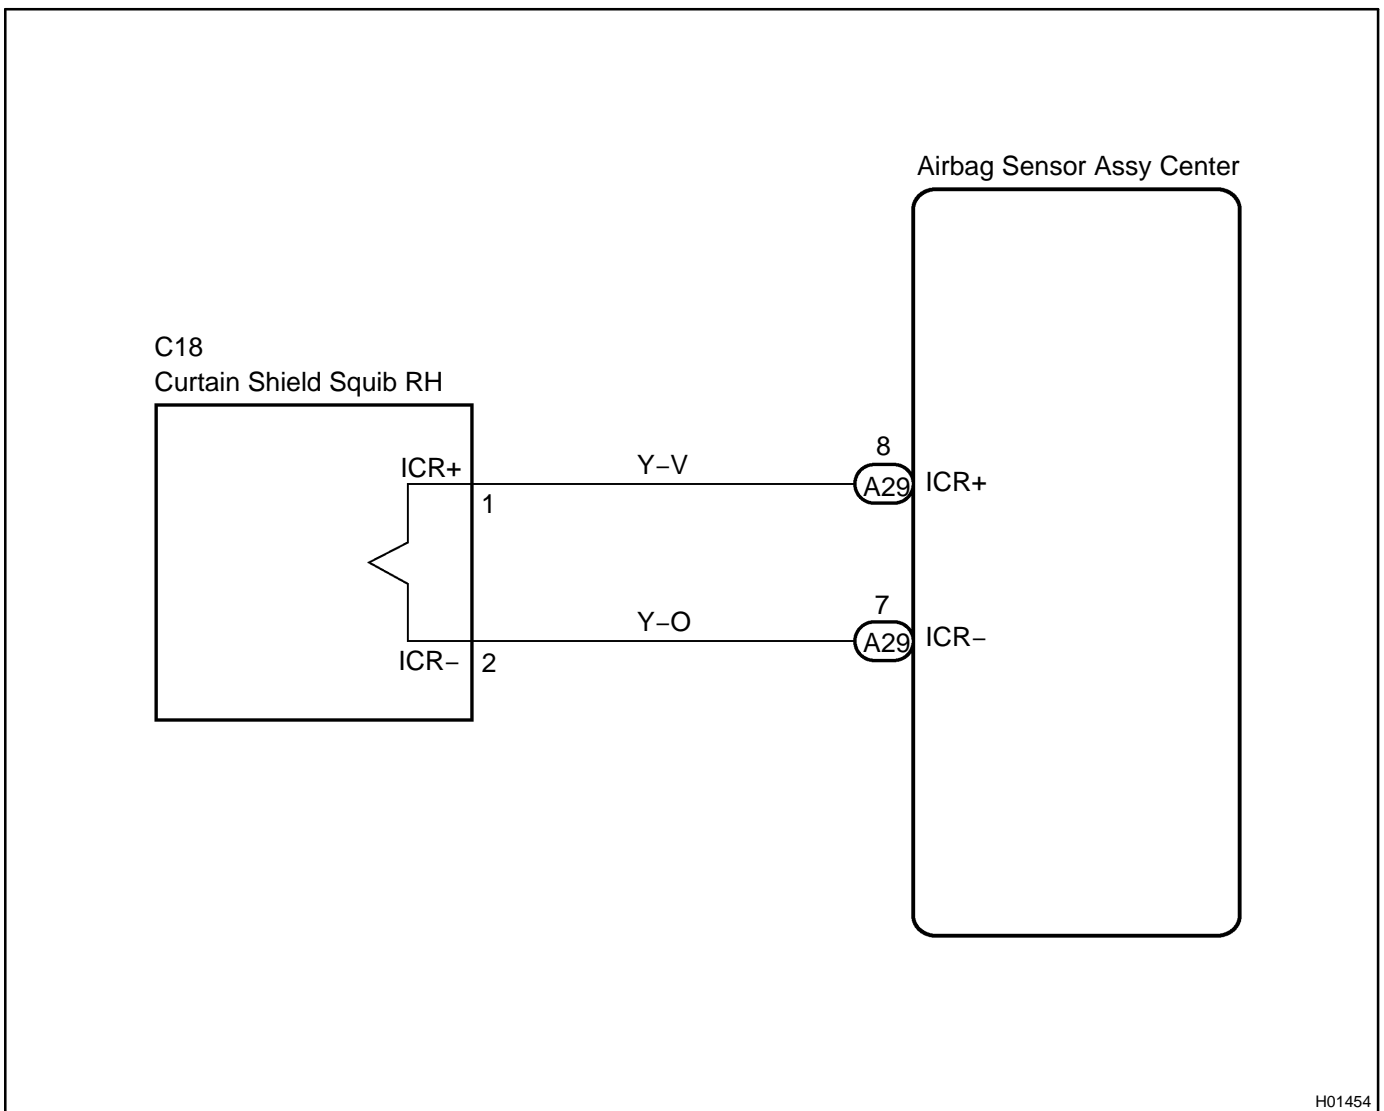 Airbag Sensor Assy Center
C18
Curtain Shield Squib RH
ICR+
1
Y−V
8
A29
ICR+
ICR−
2
Y−O
7
A29
ICR−
H01454